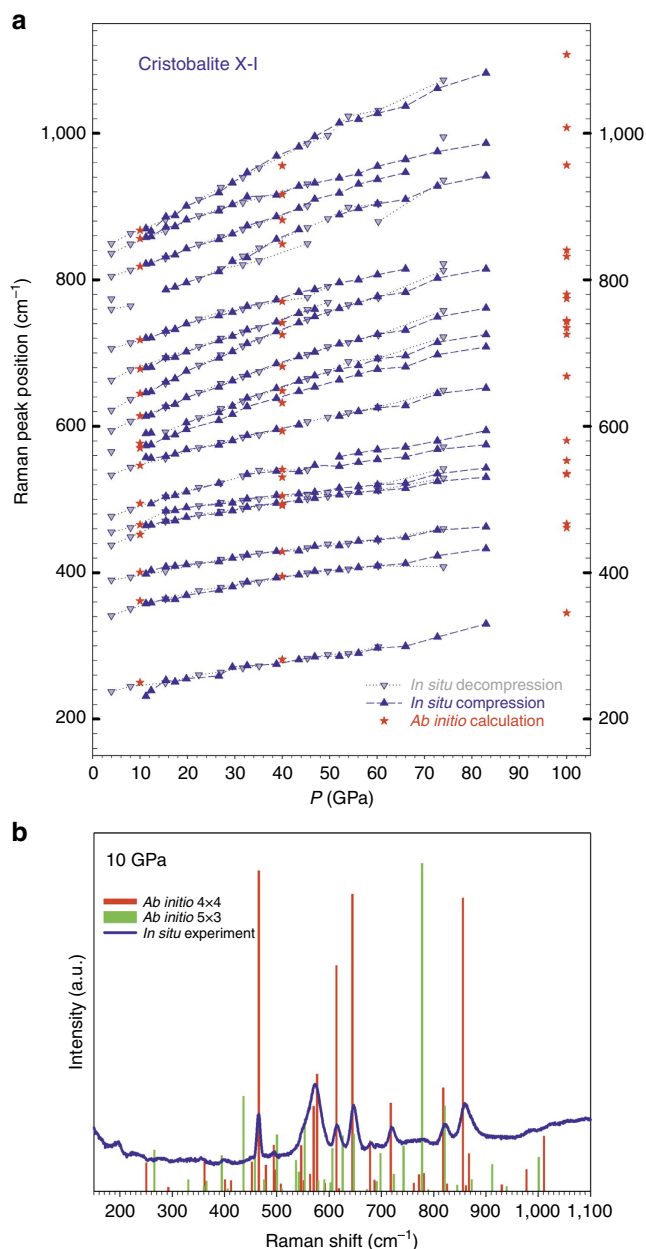 a
Cristobalite X-I
1,000
800
600
400
200
1,000
800
600
400
200
Raman peak position (cm⁻¹)
In situ decompression
In situ compression
Ab initio calculation
0 10 20 30 40 50 60 70 80 90 100
P (GPa)
b
10 GPa
Ab initio 4×4
Ab initio 5×3
In situ experiment
Intensity (a.u.)
200 300 400 500 600 700 800 900 1,000 1,100
Raman shift (cm⁻¹)